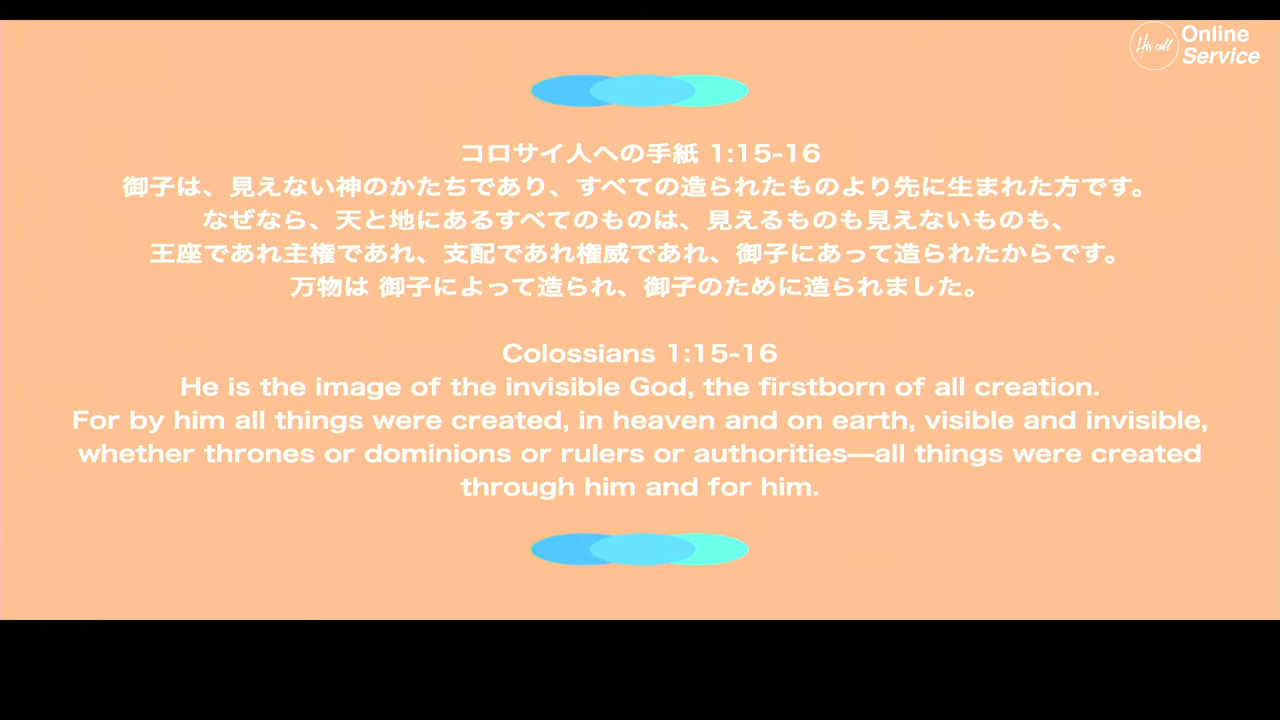 His call
Online
Service
コロサイ人への手紙 1:15-16
御子は、見えない神のかたちであり、すべての造られたものより先に生まれた方です。
なぜなら、天と地にあるすべてのものは、見えるものも見えないものも、
王座であれ主権であれ、支配であれ権威であれ、御子にあって造られたからです。
万物は 御子によって造られ、御子のために造られました。
Colossians 1:15-16
He is the image of the invisible God, the firstborn of all creation.
For by him all things were created, in heaven and on earth, visible and invisible,
whether thrones or dominions or rulers or authorities—all things were created
through him and for him.